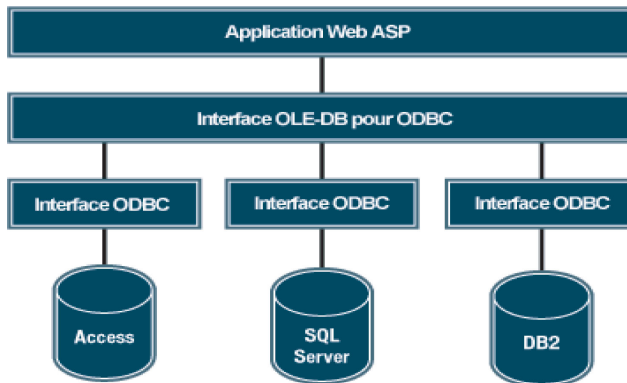 Application Web ASP
Interface OLE-DB pour ODBC
Interface ODBC
Interface ODBC
Interface ODBC
Access
SQL
Server
DB2